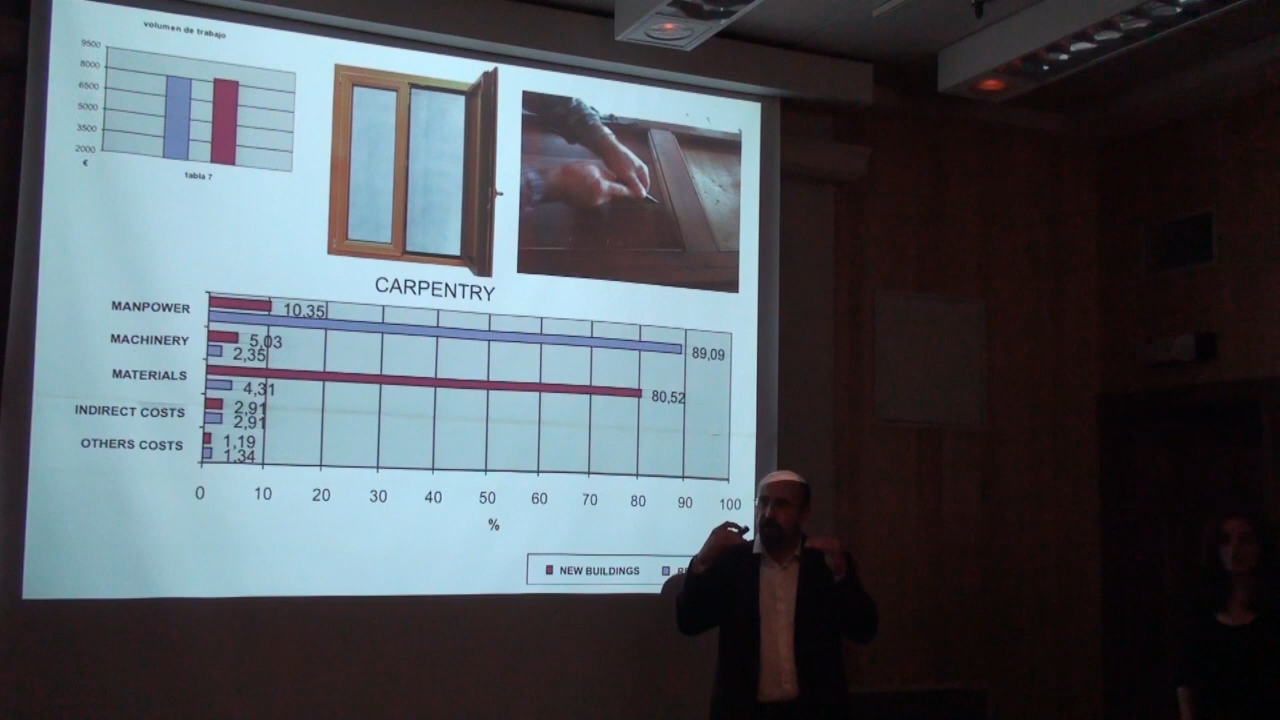 volumen de trabajo
9500
8000
6500
5000
3500
2000
€
tabla 7
CARPENTRY
MANPOWER
10,35
89,09
MACHINERY
5,03
2,35
MATERIALS
80,52
4,31
INDIRECT COSTS
2,91
2,91
OTHERS COSTS
1,19
1,34
0 10 20 30 40 50 60 70 80 90 100
%
NEW BUILDINGS